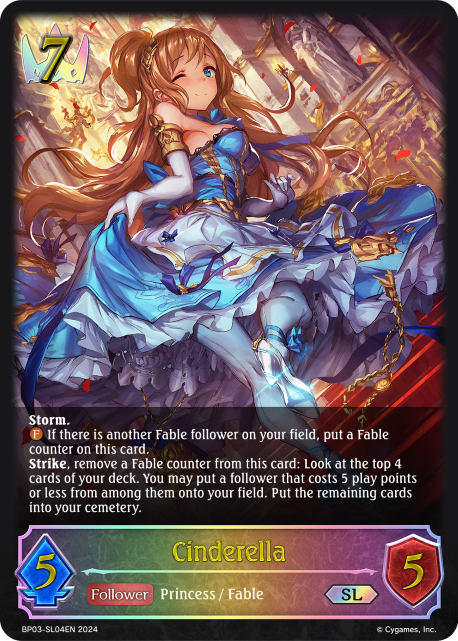 7
Storm.
F If there is another Fable follower on your field, put a Fable
counter on this card.
Strike, remove a Fable counter from this card: Look at the top 4
cards of your deck. You may put a follower that costs 5 play points
or less from among them onto your field. Put the remaining cards
into your cemetery.
Cinderella
5
Follower Princess / Fable SL
5
BP03-SL04EN 2024 © Cygames, Inc.